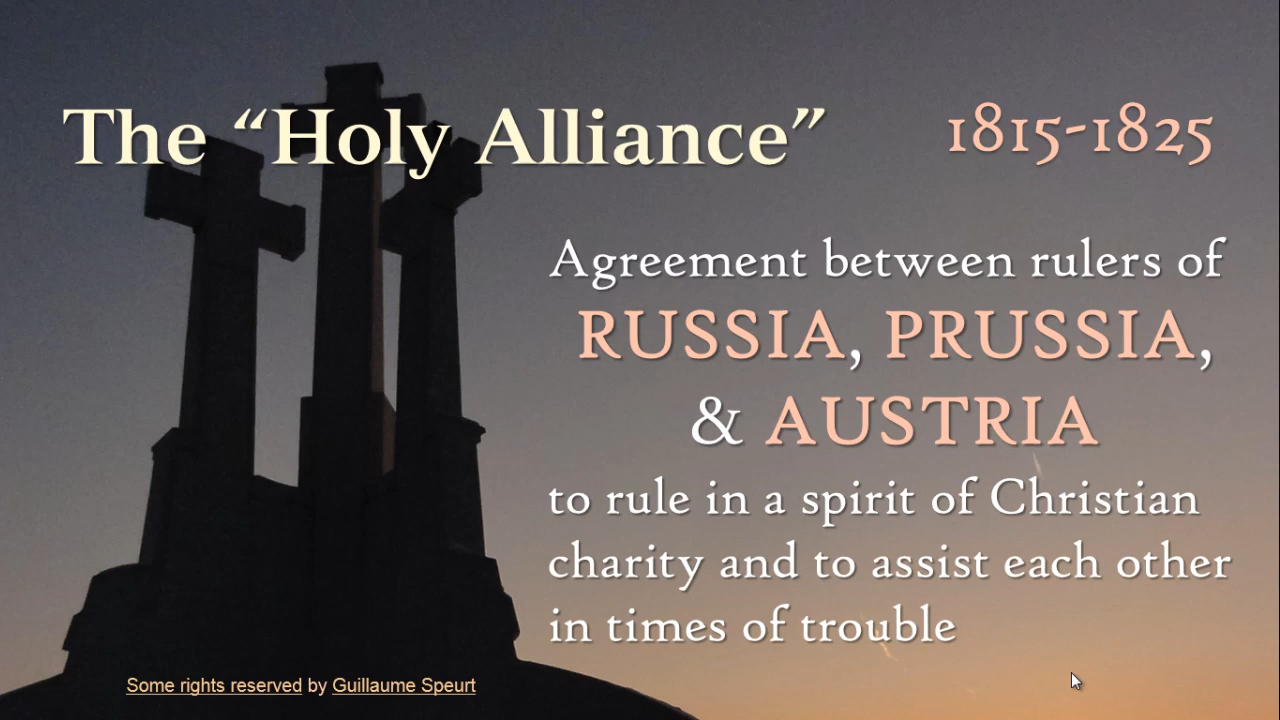 The “Holy Alliance”
1815-1825
Agreement between rulers of
RUSSIA, PRUSSIA,
& AUSTRIA
to rule in a spirit of Christian
charity and to assist each other
in times of trouble
Some rights reserved by Guillaume Speurt